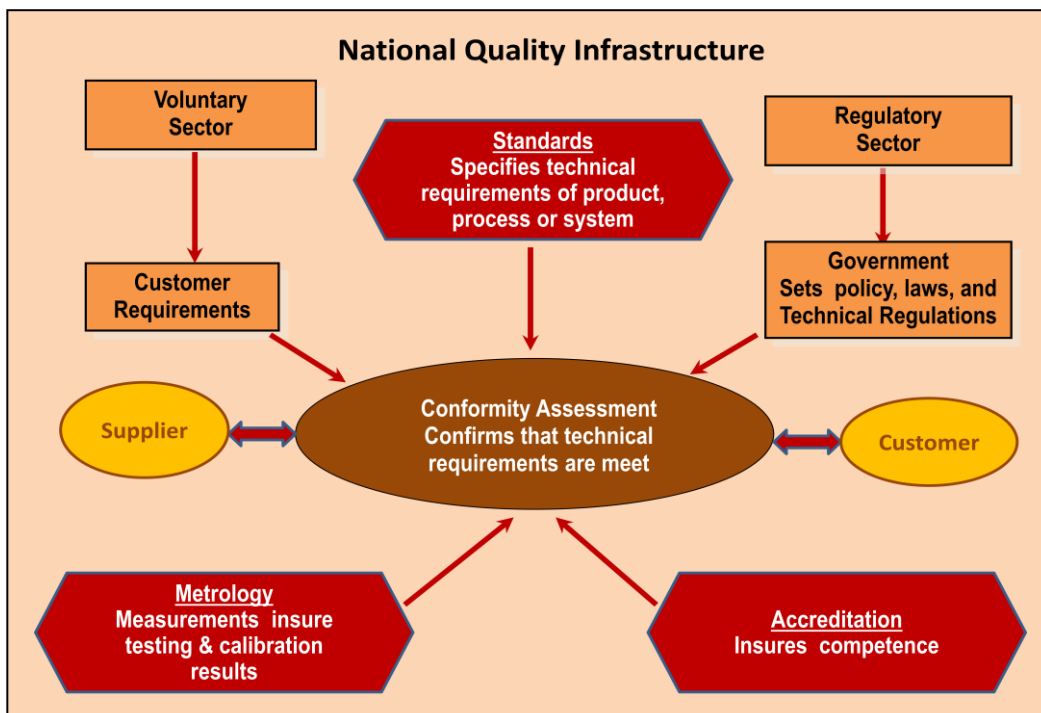 National Quality Infrastructure
Voluntary
Sector
Standards
Specifies technical
requirements of product,
process or system
Regulatory
Sector
Customer
Requirements
Government
Sets policy, laws, and
Technical Regulations
Supplier
Conformity Assessment
Confirms that technical
requirements are meet
Customer
Metrology
Measurements insure
testing & calibration
results
Accreditation
Insures competence